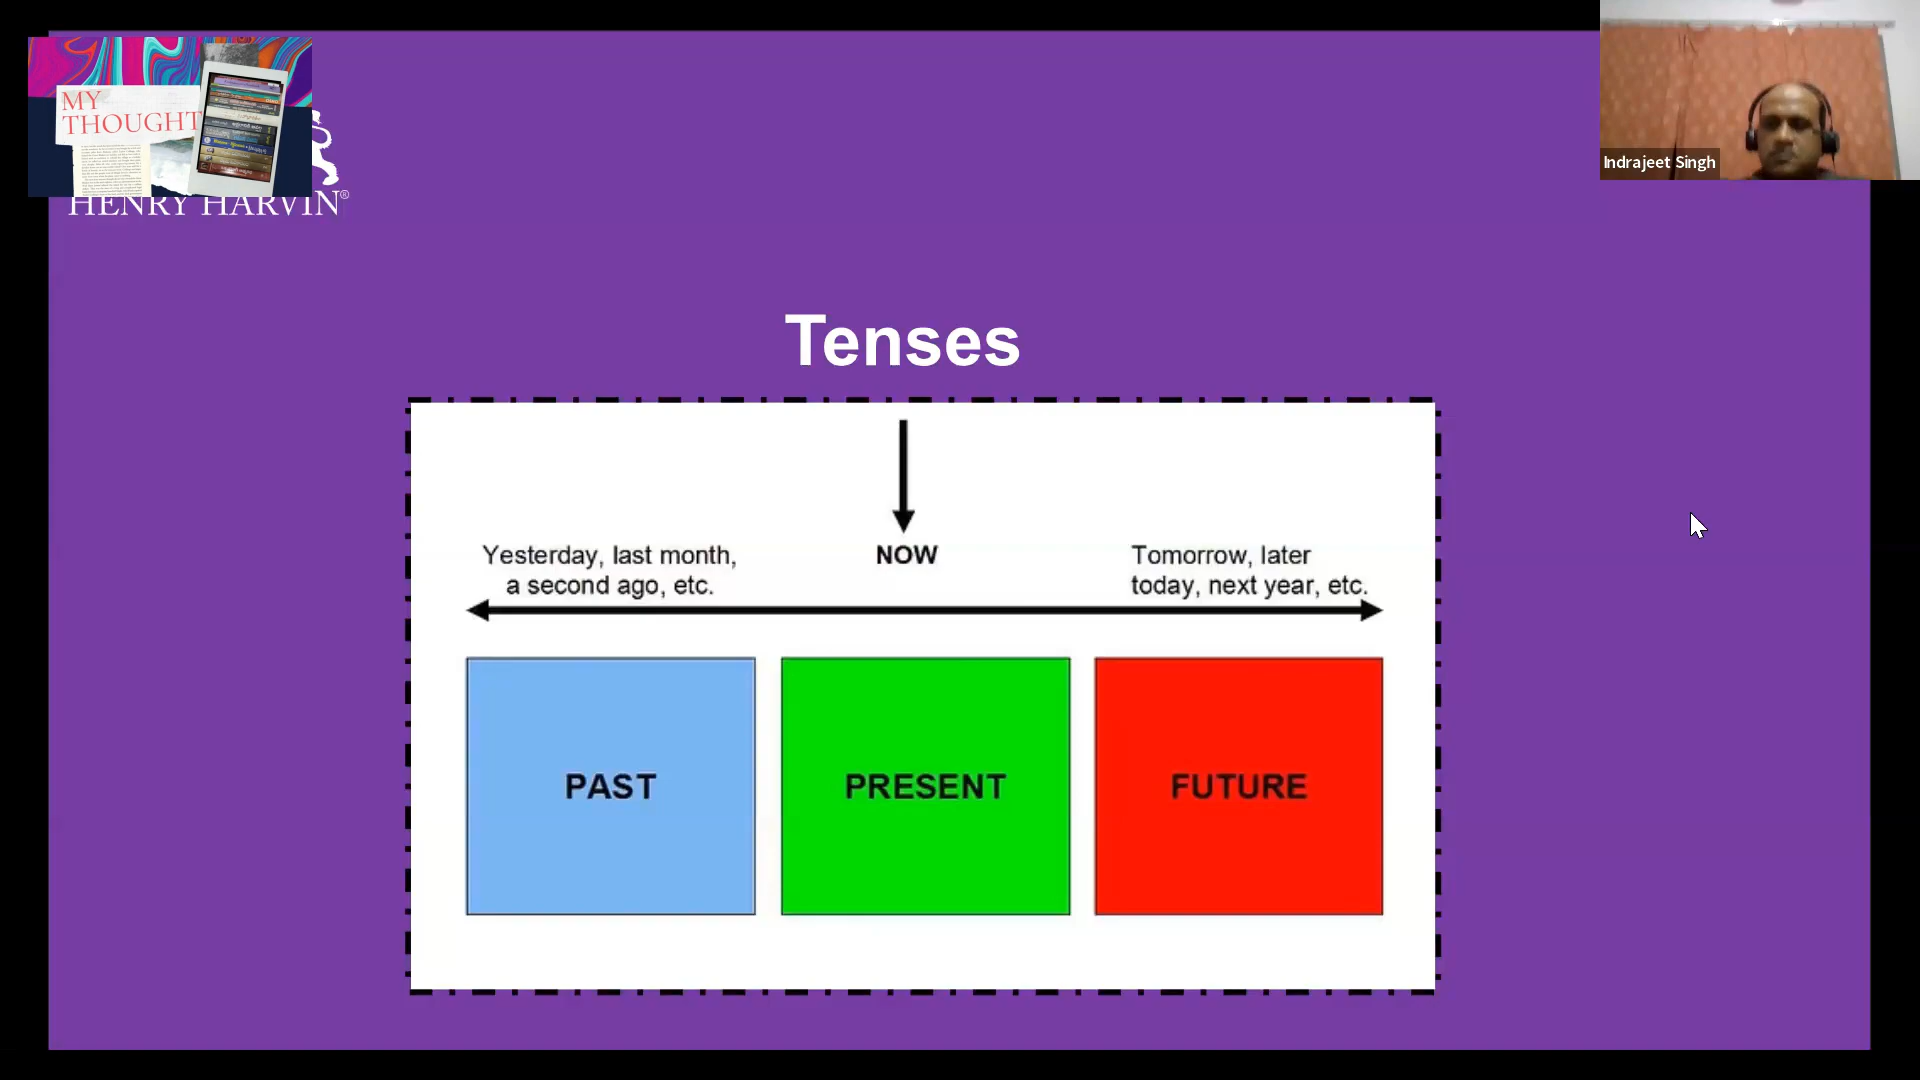 MY
THOUGHT
HENRY HARVIN®
Indrajeet Singh
Tenses
Yesterday, last month,
a second ago, etc.
NOW
Tomorrow, later
today, next year, etc.
PAST
PRESENT
FUTURE